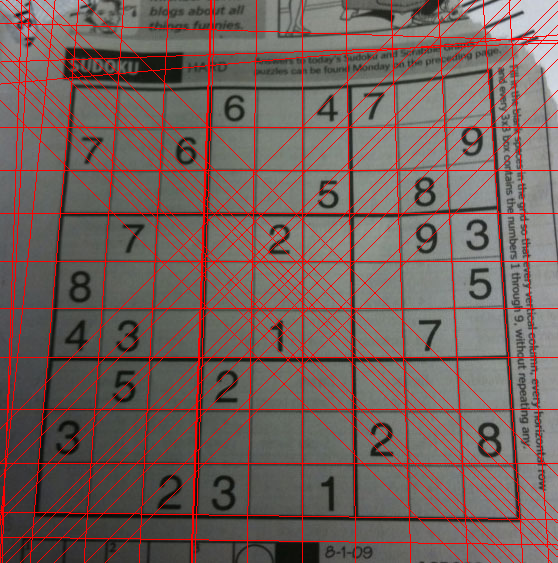 blogs about all
things funnies.
SUDOKU HARD
Answers to today's Sudoku and Scrabble Grams
puzzles can be found Monday on the preceding page.
6 4 7
7 6 9
5 8
7 2 9 3
8 5
4 3 1 7
5 2
3 2 8
2 3 1
Fill in the blank spaces in the grid so that every vertical column, every horizontal row
and every 3x3 box contains the numbers 1 through 9, without repeating any.
2 3
8-1-09